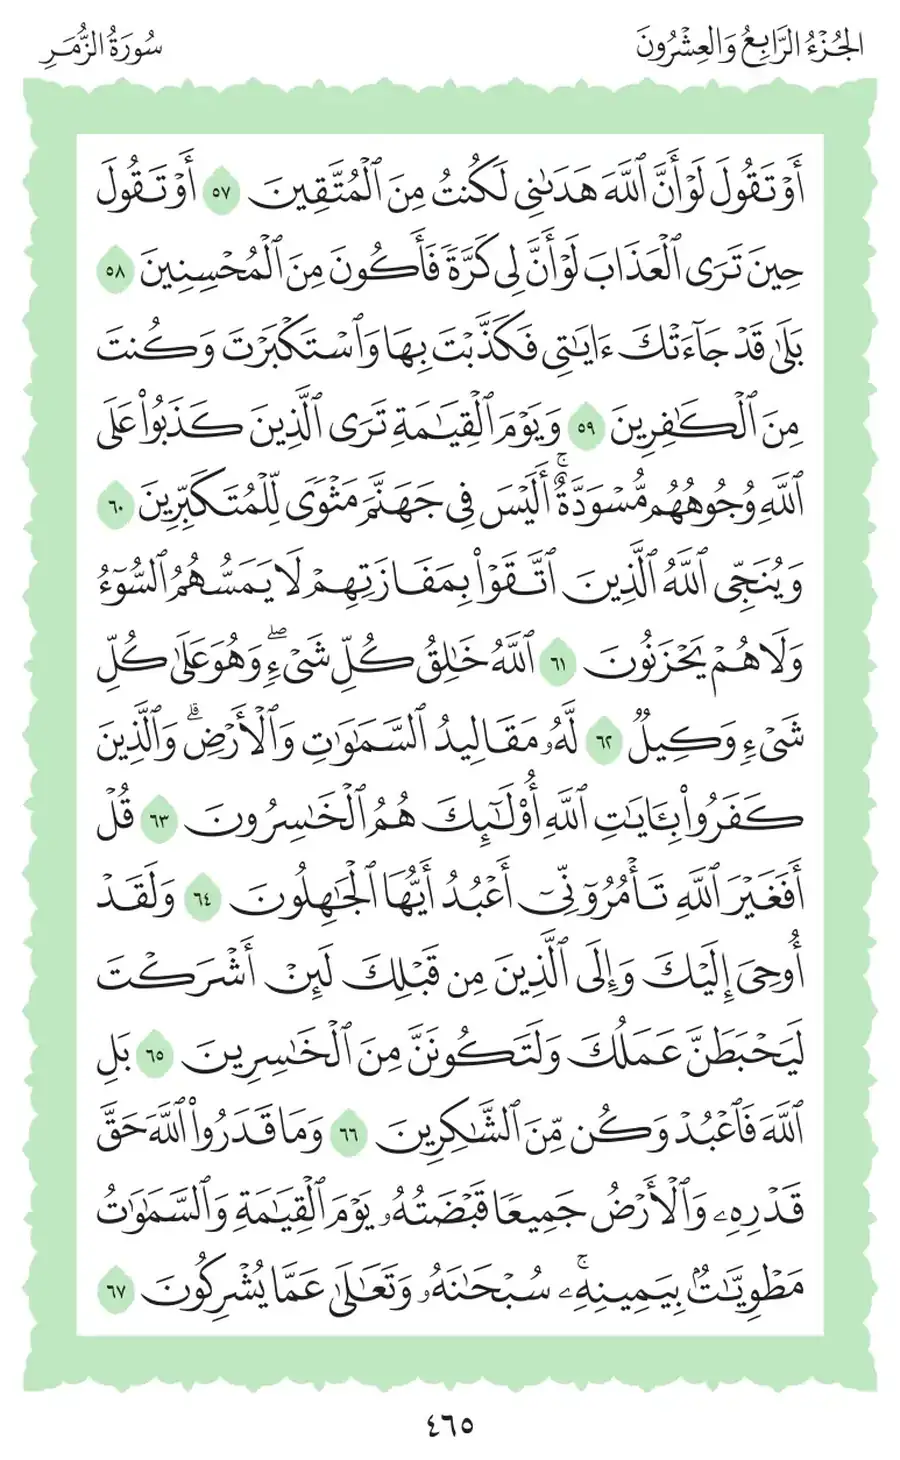 الجُزْءُ الرَّابِعُ وَالعِشْرُونَ
سُورَةُ الزُّمَرِ
أَوْ تَقُولَ لَوْ أَنَّ ٱللَّهَ هَدَىٰنِى لَكُنتُ مِنَ ٱلْمُتَّقِينَ ٥٧ أَوْ تَقُولَ
حِينَ تَرَى ٱلْعَذَابَ لَوْ أَنَّ لِى كَرَّةً فَأَكُونَ مِنَ ٱلْمُحْسِنِينَ ٥٨
بَلَىٰ قَدْ جَآءَتْكَ ءَايَـٰتِى فَكَذَّبْتَ بِهَا وَٱسْتَكْبَرْتَ وَكُنتَ
مِنَ ٱلْكَـٰفِرِينَ ٥٩ وَيَوْمَ ٱلْقِيَـٰمَةِ تَرَى ٱلَّذِينَ كَذَبُوا۟ عَلَى
ٱللَّهِ وُجُوهُهُم مُّسْوَدَّةٌ ۚ أَلَيْسَ فِى جَهَنَّمَ مَثْوًى لِّلْمُتَكَبِّرِينَ ٦٠
وَيُنَجِّى ٱللَّهُ ٱلَّذِينَ ٱتَّقَوْا۟ بِمَفَازَتِهِمْ لَا يَمَسُّهُمُ ٱلسُّوٓءُ
وَلَا هُمْ يَحْزَنُونَ ٦١ ٱللَّهُ خَـٰلِقُ كُلِّ شَىْءٍ ۖ وَهُوَ عَلَىٰ كُلِّ
شَىْءٍ وَكِيلٌ ٦٢ لَّهُۥ مَقَالِيدُ ٱلسَّمَـٰوَٰتِ وَٱلْأَرْضِ ۗ وَٱلَّذِينَ
كَفَرُوا۟ بِـَٔايَـٰتِ ٱللَّهِ أُو۟لَـٰٓئِكَ هُمُ ٱلْخَـٰسِرُونَ ٦٣ قُلْ
أَفَغَيْرَ ٱللَّهِ تَأْمُرُوٓنِّىٓ أَعْبُدُ أَيُّهَا ٱلْجَـٰهِلُونَ ٦٤ وَلَقَدْ
أُوحِىَ إِلَيْكَ وَإِلَى ٱلَّذِينَ مِن قَبْلِكَ لَئِنْ أَشْرَكْتَ
لَيَحْبَطَنَّ عَمَلُكَ وَلَتَكُونَنَّ مِنَ ٱلْخَـٰسِرِينَ ٦٥ بَلِ
ٱللَّهَ فَٱعْبُدْ وَكُن مِّنَ ٱلشَّـٰكِرِينَ ٦٦ وَمَا قَدَرُوا۟ ٱللَّهَ حَقَّ
قَدْرِهِۦ وَٱلْأَرْضُ جَمِيعًا قَبْضَتُهُۥ يَوْمَ ٱلْقِيَـٰمَةِ وَٱلسَّمَـٰوَٰتُ
مَطْوِيَّـٰتٌۢ بِيَمِينِهِۦ ۚ سُبْحَـٰنَهُۥ وَتَعَـٰلَىٰ عَمَّا يُشْرِكُونَ ٦٧
٤٦٥